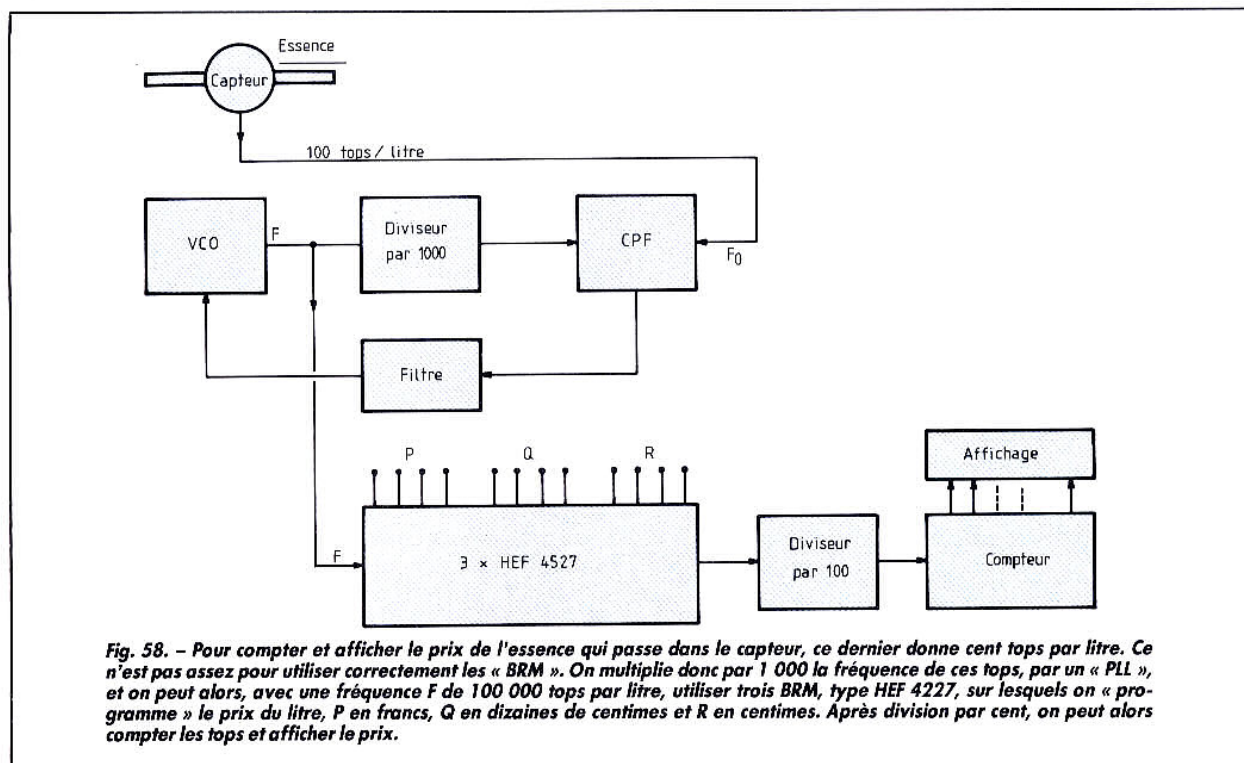 Essence
Capteur
100 tops / litre
VCO
F
Diviseur
par 1000
CPF
F0
Filtre
P
Q
R
Affichage
F
3 × HEF 4527
Diviseur
par 100
Compteur
Fig. 58. – Pour compter et afficher le prix de l'essence qui passe dans le capteur, ce dernier donne cent tops par litre. Ce
n'est pas assez pour utiliser correctement les « BRM ». On multiplie donc par 1 000 la fréquence de ces tops, par un « PLL »,
et on peut alors, avec une fréquence F de 100 000 tops par litre, utiliser trois BRM, type HEF 4227, sur lesquels on « pro-
gramme » le prix du litre, P en francs, Q en dizaines de centimes et R en centimes. Après division par cent, on peut alors
compter les tops et afficher le prix.